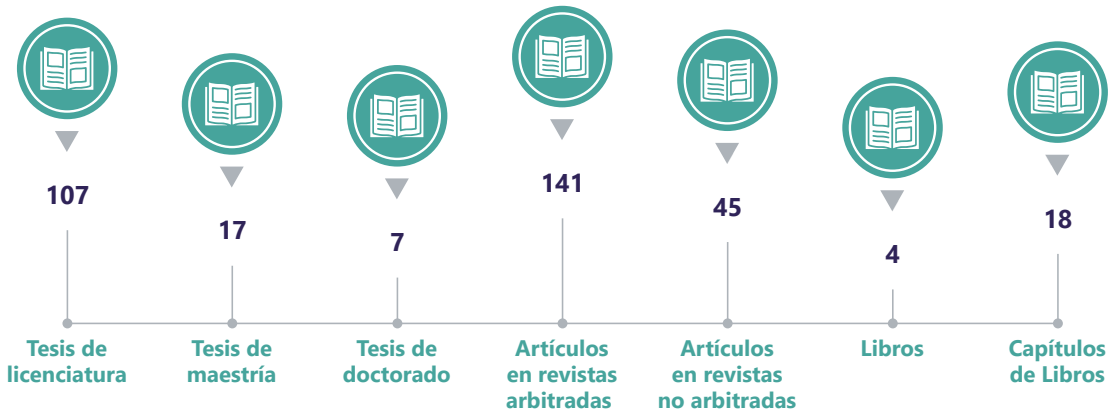 107
17
7
141
45
4
18
Tesis de
licenciatura
Tesis de
maestría
Tesis de
doctorado
Artículos
en revistas
arbitradas
Artículos
en revistas
no arbitradas
Libros
Capítulos
de Libros